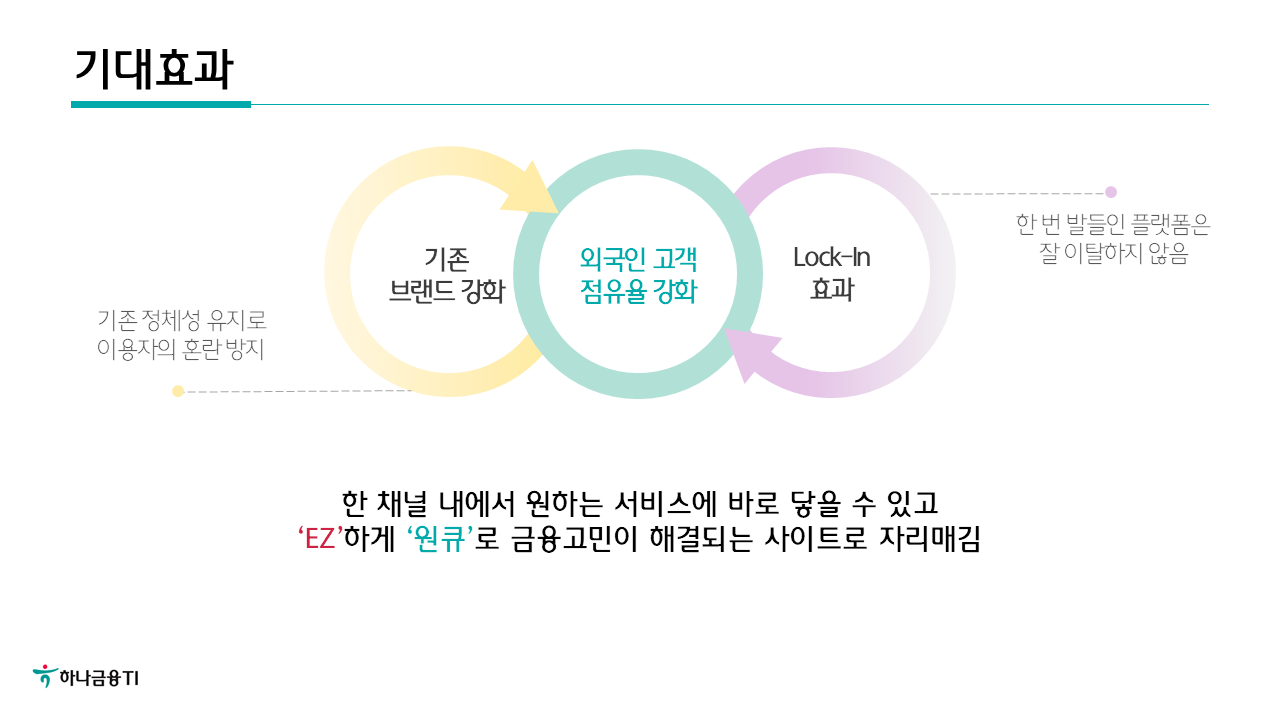 기대효과
기존
브랜드 강화
외국인 고객
점유율 강화
Lock-In
효과
한 번 발들인 플랫폼은
잘 이탈하지 않음
기존 정체성 유지로
이용자의 혼란 방지
한 채널 내에서 원하는 서비스에 바로 닿을 수 있고
‘EZ’하게 ‘원큐’로 금융고민이 해결되는 사이트로 자리매김
하나금융TI